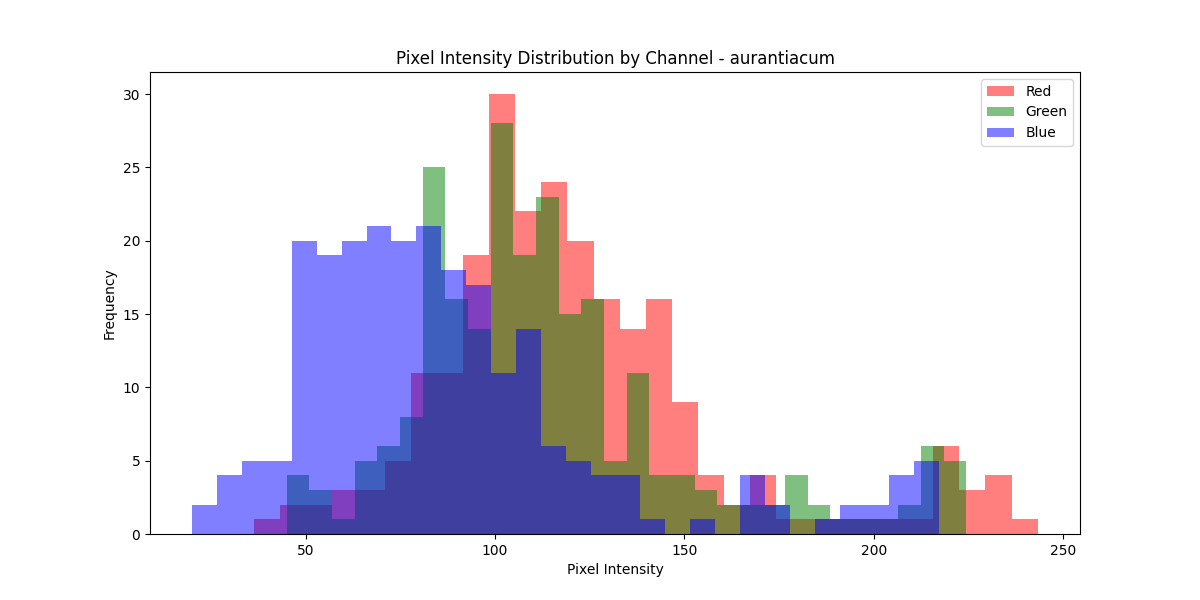 Pixel Intensity Distribution by Channel - aurantiacum
Red
Green
Blue
Frequency
30
25
20
15
10
5
0
50
100
150
200
250
Pixel Intensity